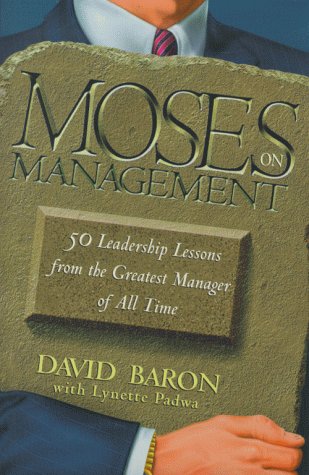 MOSES
ON
MANAGEMENT
50 Leadership Lessons
from the Greatest Manager
of All Time
DAVID BARON
with Lynette Padwa